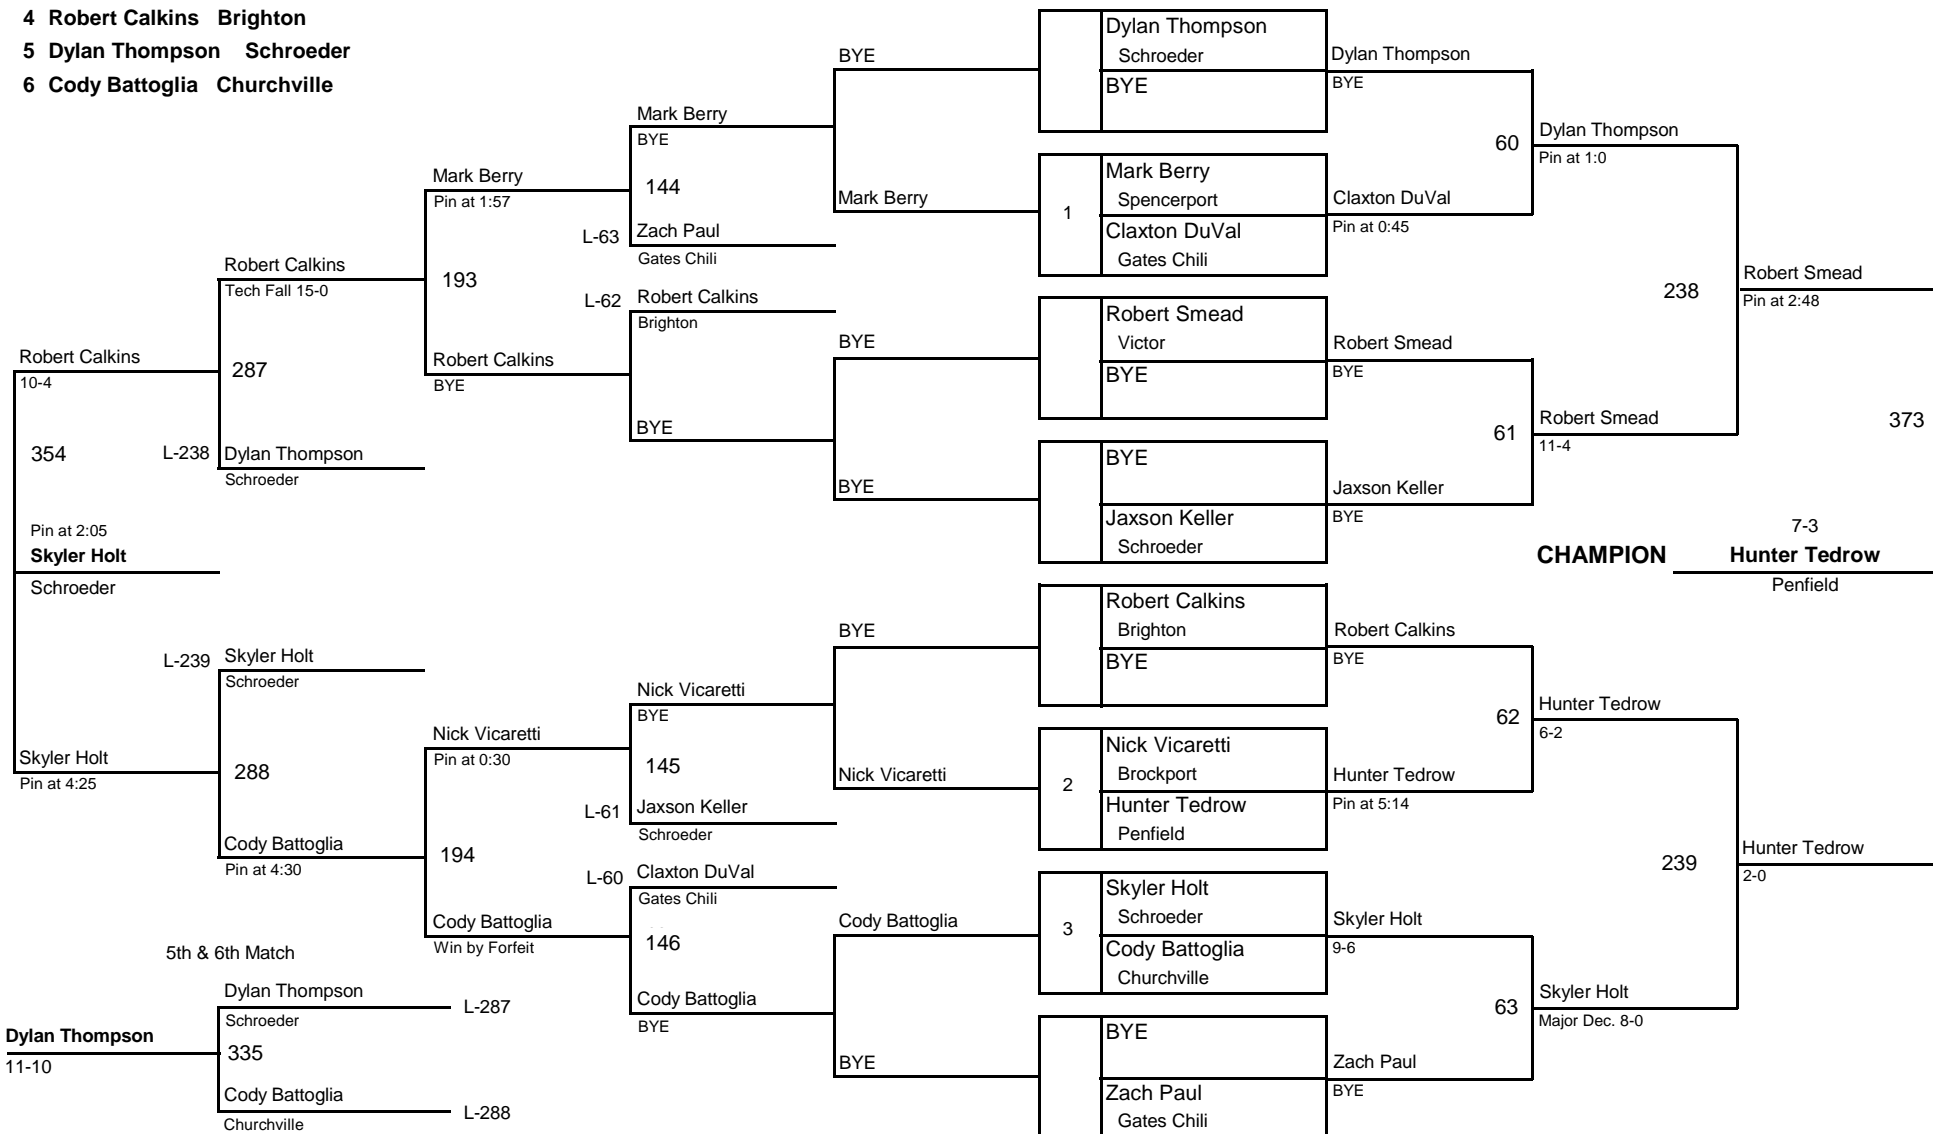 4 Robert Calkins Brighton
5 Dylan Thompson Schroeder
6 Cody Battoglia Churchville
Dylan Thompson
Schroeder
BYE
Mark Berry
Spencerport
1
Claxton DuVal
Gates Chili
Robert Smead
Victor
BYE
BYE
Jaxson Keller
Schroeder
Robert Calkins
Brighton
BYE
Nick Vicaretti
Brockport
2
Hunter Tedrow
Penfield
Skyler Holt
Schroeder
3
Cody Battoglia
Churchville
BYE
Zach Paul
Gates Chili
Dylan Thompson
BYE
60
Claxton DuVal
Pin at 0:45
Robert Smead
BYE
61
Jaxson Keller
BYE
Robert Calkins
BYE
62
Hunter Tedrow
Pin at 5:14
Skyler Holt
9-6
63
Zach Paul
BYE
Dylan Thompson
Pin at 1:0
238
Robert Smead
11-4
Hunter Tedrow
6-2
239
Skyler Holt
Major Dec. 8-0
Robert Smead
Pin at 2:48
373
7-3
CHAMPION Hunter Tedrow
Penfield
Hunter Tedrow
2-0
BYE
Mark Berry
BYE
BYE
BYE
Nick Vicaretti
Cody Battoglia
BYE
Mark Berry
BYE
144
L-63 Zach Paul
Gates Chili
L-62 Robert Calkins
Brighton
BYE
Nick Vicaretti
BYE
145
L-61 Jaxson Keller
Schroeder
L-60 Claxton DuVal
Gates Chili
146
Cody Battoglia
BYE
Mark Berry
Pin at 1:57
193
Robert Calkins
BYE
Nick Vicaretti
Pin at 0:30
194
Cody Battoglia
Win by Forfeit
Robert Calkins
Tech Fall 15-0
287
L-238 Dylan Thompson
Schroeder
L-239 Skyler Holt
Schroeder
288
Cody Battoglia
Pin at 4:30
Robert Calkins
10-4
354
Pin at 2:05
Skyler Holt
Schroeder
Skyler Holt
Pin at 4:25
5th & 6th Match
Dylan Thompson L-287
Schroeder
Dylan Thompson
335
11-10
Cody Battoglia L-288
Churchville